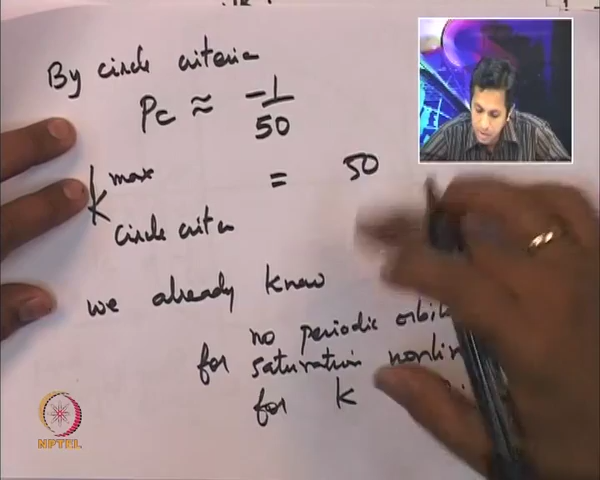 By circle criteria
Pc ≈ -1/50
k max = 50
circle criter
we already know
no periodic orbit
for saturation nonlin
for k
NPTEL